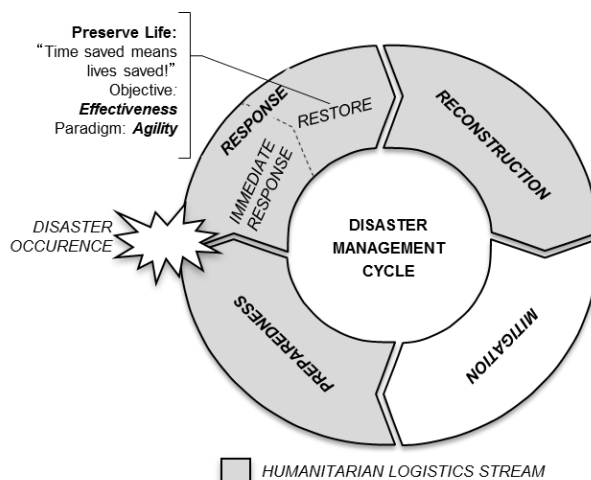 Preserve Life:
“Time saved means
lives saved!”
Objective:
Effectiveness
Paradigm: Agility
RESPONSE
RESTORE
IMMEDIATE
RESPONSE
RECONSTRUCTION
DISASTER
OCCURENCE
DISASTER
MANAGEMENT
CYCLE
PREPAREDNESS
MITIGATION
HUMANITARIAN LOGISTICS STREAM